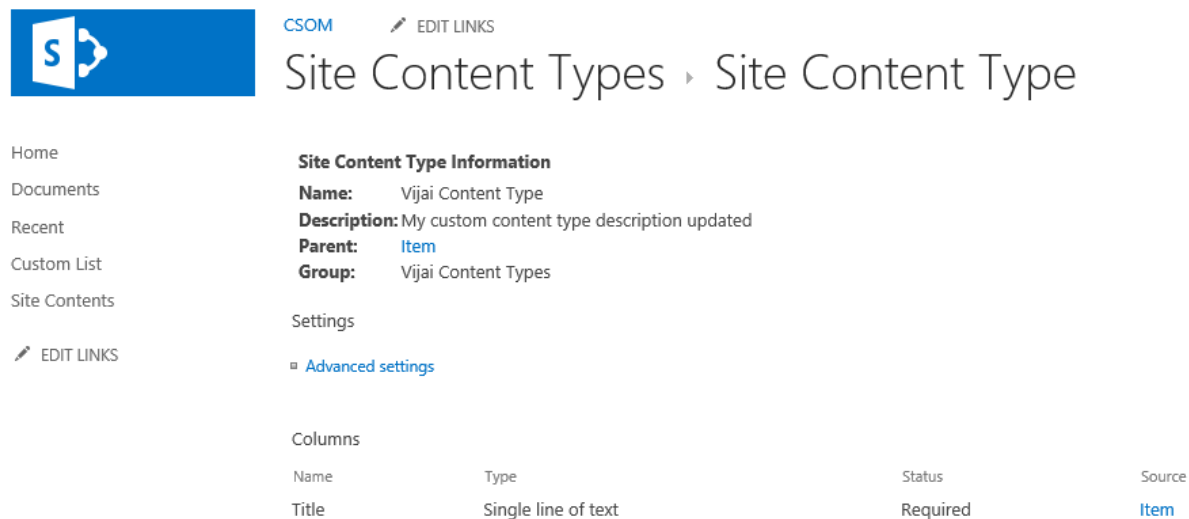 S
CSOM EDIT LINKS
Site Content Types ▸ Site Content Type
Home
Documents
Recent
Custom List
Site Contents
EDIT LINKS
Site Content Type Information
Name: Vijai Content Type
Description: My custom content type description updated
Parent: Item
Group: Vijai Content Types
Settings
Advanced settings
Columns
Name Type Status Source
Title Single line of text Required Item